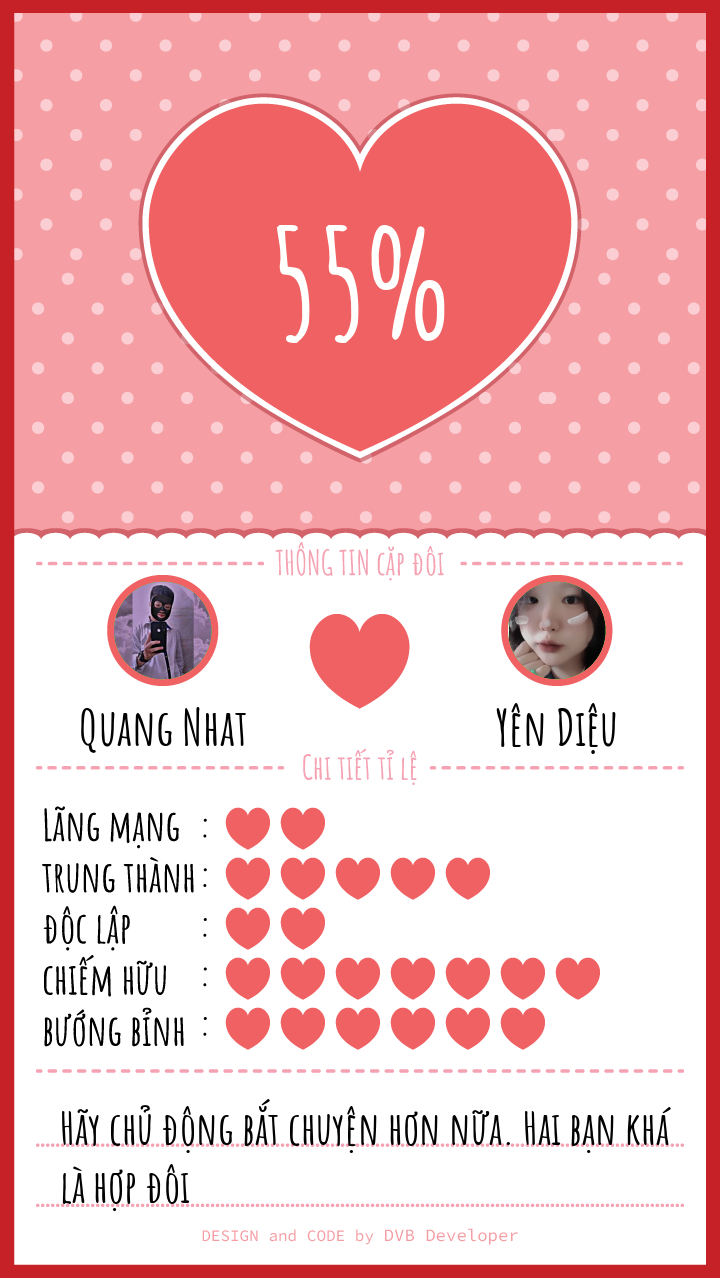 55%
THÔNG TIN CẶP ĐÔI
QUANG NHAT
YÊN DIỆU
CHI TIẾT TỈ LỆ
LÃNG MẠNG :
TRUNG THÀNH :
ĐỘC LẬP :
CHIẾM HỮU :
BƯỚNG BỈNH :
HÃY CHỦ ĐỘNG BẮT CHUYỆN HƠN NỮA. HAI BẠN KHÁ
LÀ HỢP ĐÔI
DESIGN and CODE by DVB Developer